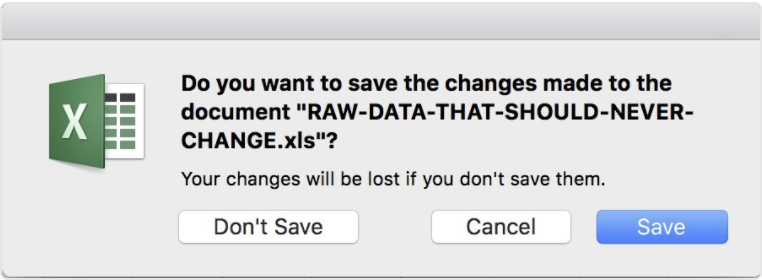 X
Do you want to save the changes made to the
document "RAW-DATA-THAT-SHOULD-NEVER-
CHANGE.xls"?
Your changes will be lost if you don't save them.
Don't Save Cancel Save